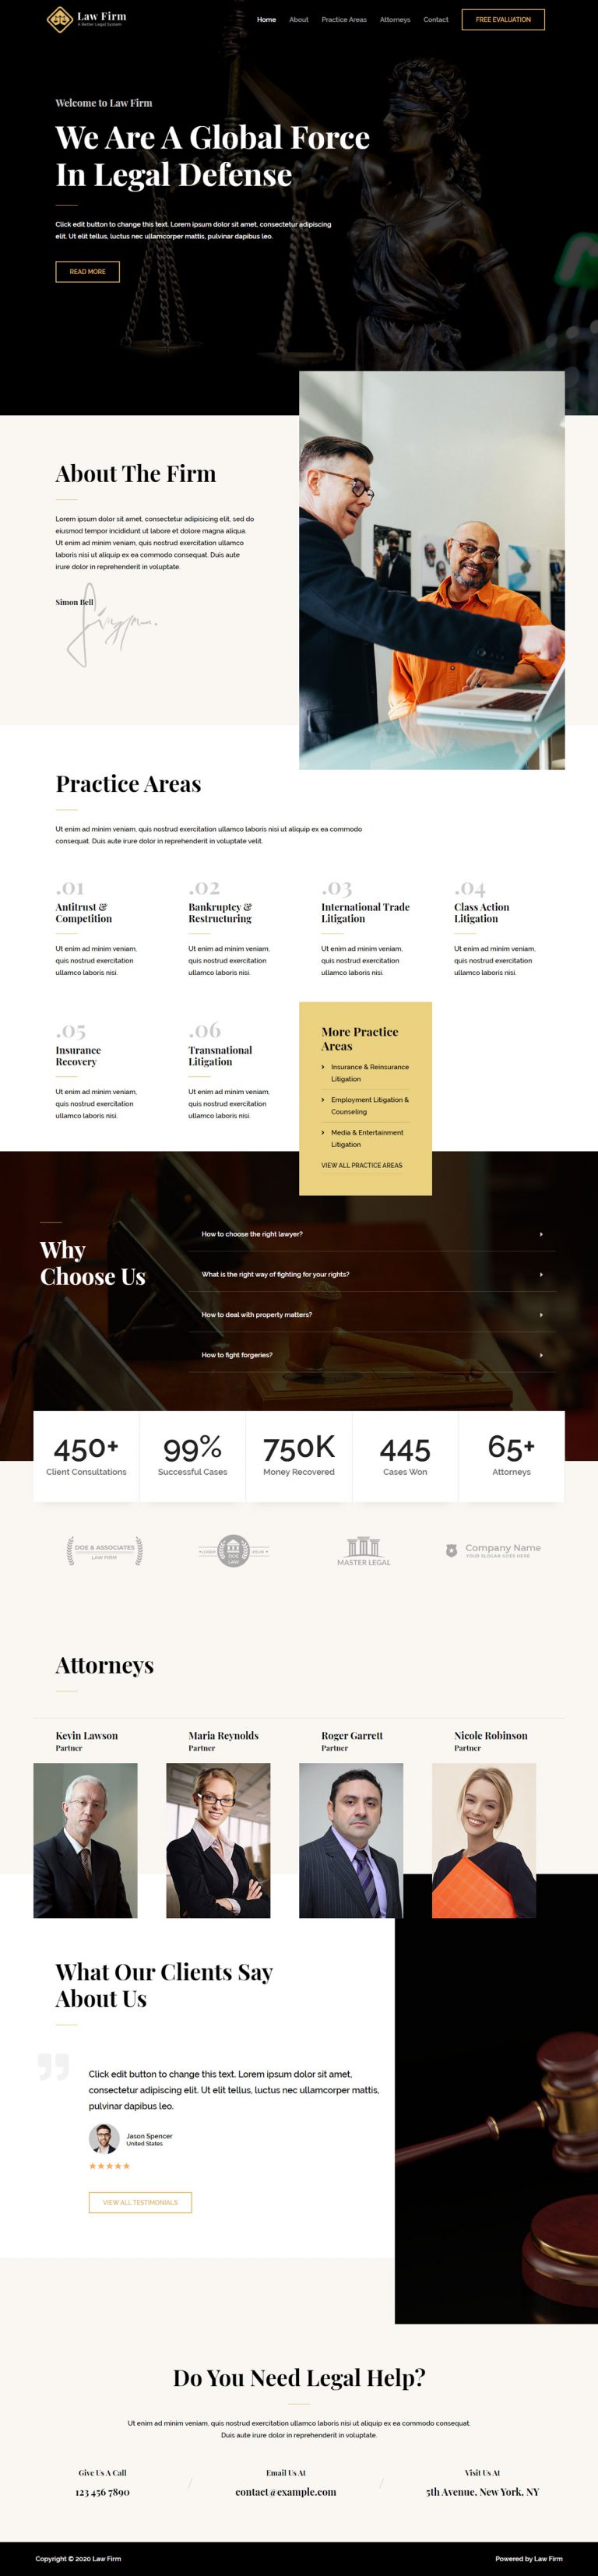 Law Firm
A Better Legal System
Home
About
Practice Areas
Attorneys
Contact
FREE EVALUATION
Welcome to Law Firm
We Are A Global Force
In Legal Defense
Click edit button to change this text. Lorem ipsum dolor sit amet, consectetur adipiscing
elit. Ut elit tellus, luctus nec ullamcorper mattis, pulvinar dapibus leo.
READ MORE
About The Firm
Lorem ipsum dolor sit amet, consectetur adipisicing elit, sed do
eiusmod tempor incididunt ut labore et dolore magna aliqua.
Ut enim ad minim veniam, quis nostrud exercitation ullamco
laboris nisi ut aliquip ex ea commodo consequat. Duis aute
irure dolor in reprehenderit in voluptate.
Simon Bell
Practice Areas
Ut enim ad minim veniam, quis nostrud exercitation ullamco laboris nisi ut aliquip ex ea commodo
consequat. Duis aute irure dolor in reprehenderit in voluptate velit.
.01
Antitrust &
Competition
Ut enim ad minim veniam,
quis nostrud exercitation
ullamco laboris nisi.
.02
Bankruptcy &
Restructuring
Ut enim ad minim veniam,
quis nostrud exercitation
ullamco laboris nisi.
.03
International Trade
Litigation
Ut enim ad minim veniam,
quis nostrud exercitation
ullamco laboris nisi.
.04
Class Action
Litigation
Ut enim ad minim veniam,
quis nostrud exercitation
ullamco laboris nisi.
.05
Insurance
Recovery
Ut enim ad minim veniam,
quis nostrud exercitation
ullamco laboris nisi.
.06
Transnational
Litigation
Ut enim ad minim veniam,
quis nostrud exercitation
ullamco laboris nisi.
More Practice
Areas
Insurance & Reinsurance
Litigation
Employment Litigation &
Counseling
Media & Entertainment
Litigation
VIEW ALL PRACTICE AREAS
Why
Choose Us
How to choose the right lawyer?
What is the right way of fighting for your rights?
How to deal with property matters?
How to fight forgeries?
450+
Client Consultations
99%
Successful Cases
750K
Money Recovered
445
Cases Won
65+
Attorneys
DOE & ASSOCIATES
LAW FIRM
DOE
LAW
MASTER LEGAL
Company Name
YOUR SLOGAN GOES HERE
Attorneys
Kevin Lawson
Partner
Maria Reynolds
Partner
Roger Garrett
Partner
Nicole Robinson
Partner
What Our Clients Say
About Us
Click edit button to change this text. Lorem ipsum dolor sit amet,
consectetur adipiscing elit. Ut elit tellus, luctus nec ullamcorper mattis,
pulvinar dapibus leo.
Jason Spencer
United States
VIEW ALL TESTIMONIALS
Do You Need Legal Help?
Ut enim ad minim veniam, quis nostrud exercitation ullamco laboris nisi ut aliquip ex ea commodo consequat.
Duis aute irure dolor in reprehenderit in voluptate.
Give Us A Call
123 456 7890
/
Email Us At
contact@example.com
/
Visit Us At
5th Avenue, New York, NY
Copyright © 2020 Law Firm
Powered by Law Firm